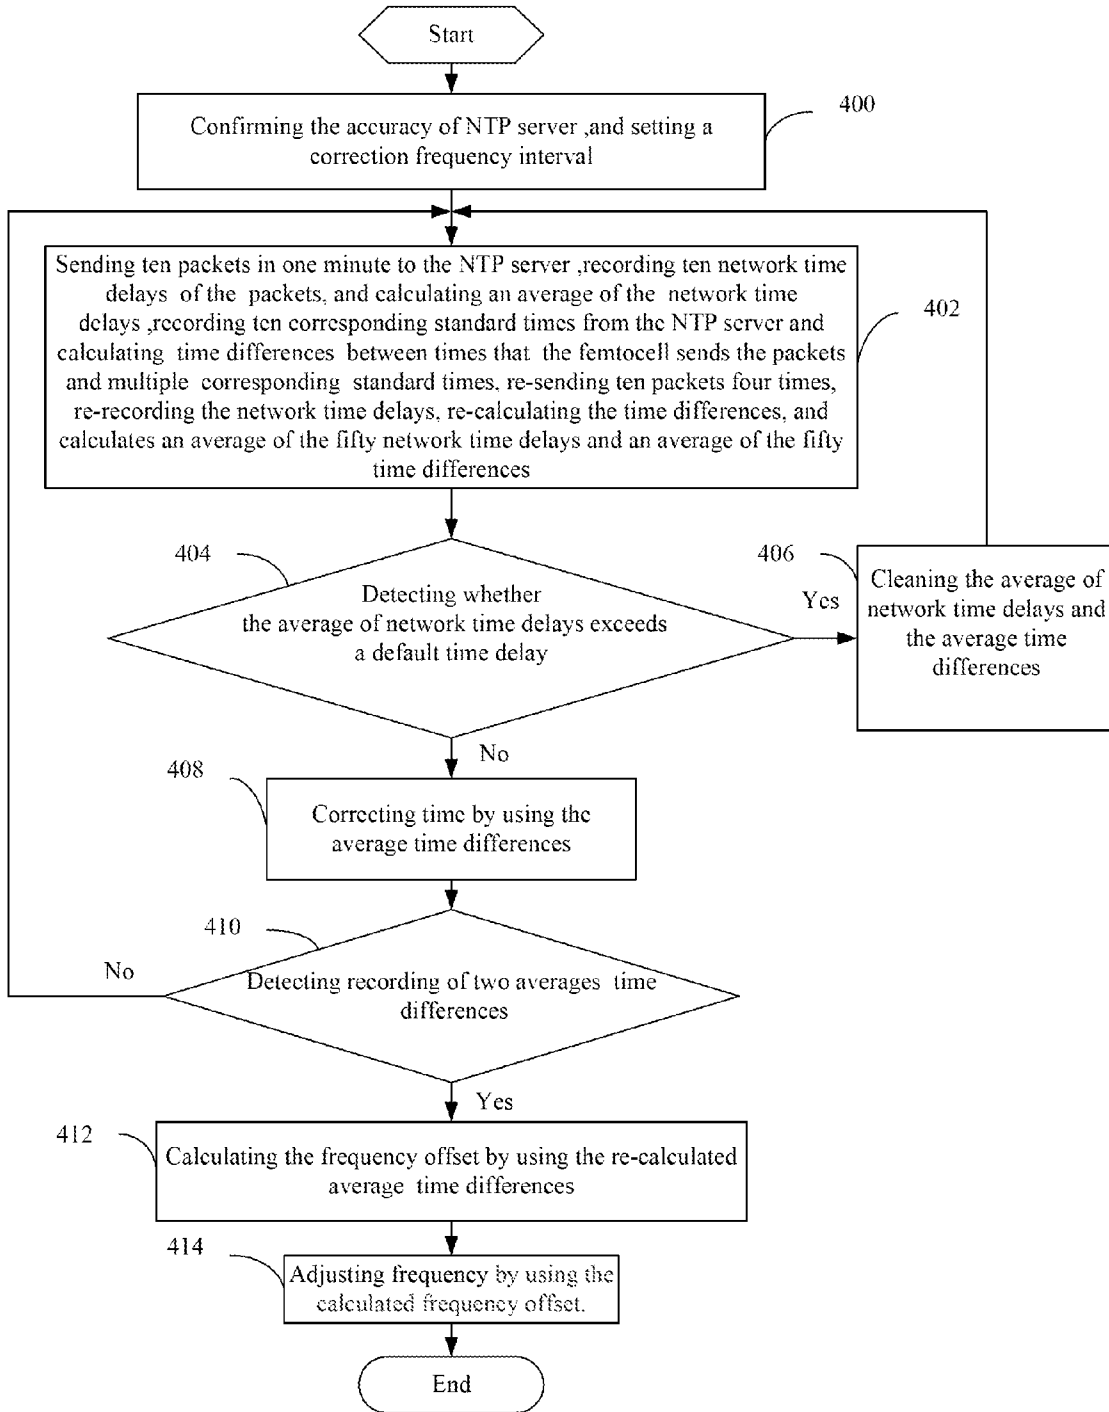 Start
400
Confirming the accuracy of NTP server ,and setting a
correction frequency interval
Sending ten packets in one minute to the NTP server ,recording ten network time
delays of the packets, and calculating an average of the network time
delays ,recording ten corresponding standard times from the NTP server and
calculating time differences between times that the femtocell sends the packets
and multiple corresponding standard times, re-sending ten packets four times,
re-recording the network time delays, re-calculating the time differences, and
calculates an average of the fifty network time delays and an average of the fifty
time differences
402
404
Detecting whether
the average of network time delays exceeds
a default time delay
Yes
406
Cleaning the average of
network time delays and
the average time
differences
No
408
Correcting time by using the
average time differences
410
No
Detecting recording of two averages time
differences
Yes
412
Calculating the frequency offset by using the re-calculated
average time differences
414
Adjusting frequency by using the
calculated frequency offset.
End